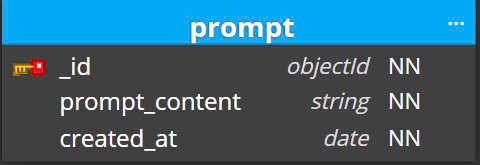 prompt ...
_id objectId NN
prompt_content string NN
created_at date NN